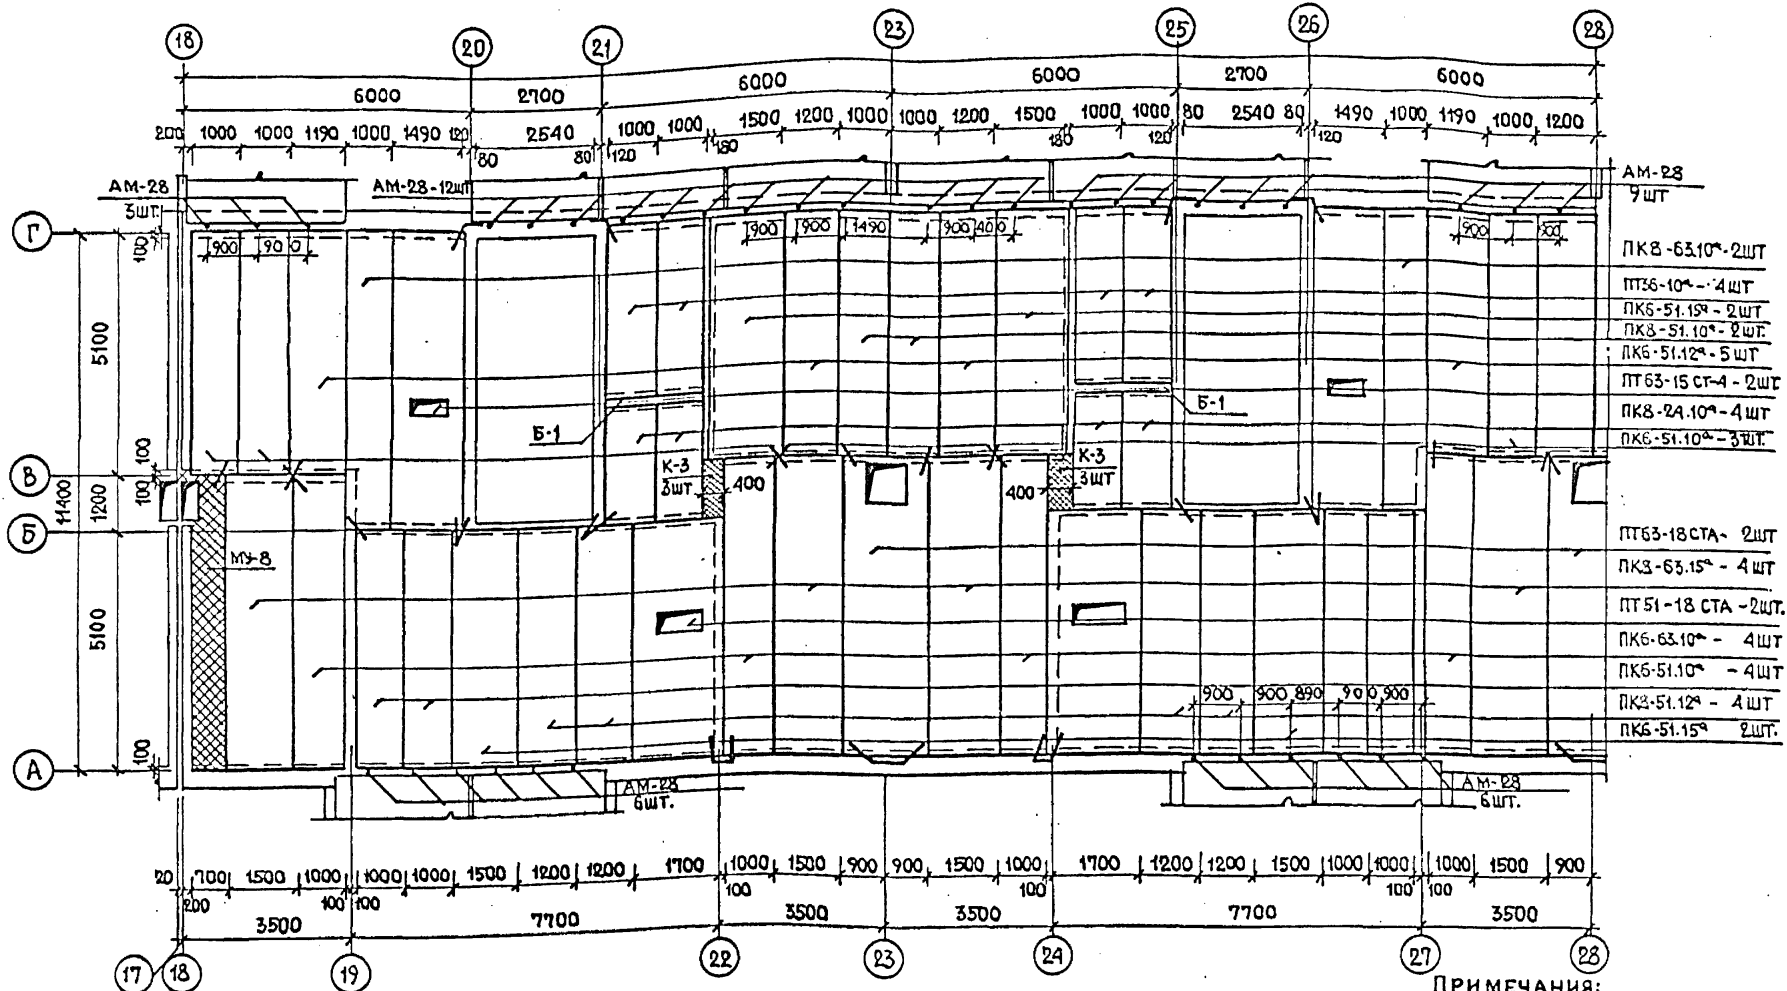 18 20 21 23 25 26 28
6000 2700 6000 6000 2700 6000
200 1000 1000 1190 1000 1490 120 2540 1000 1000 1500 1200 1000 1000 1200 1500 1000 1000 80 2540 80 1490 1000 1190 1000 1200
80 80 120 180 180 120 120
АМ-28
3 шт.
АМ-28-12шт
АМ-28
9 шт
Г
100
900 900
900 900 1490 900 400
900 900
ПК8-63.10ª-2шт
ПТ36-10ª-4шт
ПК6-51.15ª-2шт
ПК8-51.10ª-2шт.
ПК6-51.12ª-5шт
ПТ63-15 СТ-4-2шт
ПК8-24.10ª-4шт
ПК6-51.10ª-3шт.
5100
Б-1
Б-1
К-3
3шт
400
400
К-3
3шт
100
В
100
11400
1200
Б
МУ-8
ПТ63-18СТА- 2шт
ПК8-63.15ª - 4шт
ПТ51-18 СТА -2шт.
ПК6-63.10ª - 4шт
ПК6-51.10ª - 4шт
ПК8-51.12ª - 4шт
ПК6-51.15ª 2шт.
5100
900 900 890 900 900
100
А
АМ-28
6шт.
АМ-28
6шт.
20 700 1500 1000 1000 1000 1500 1200 1200 1700 1000 1500 900 900 1500 1000 1700 1200 1200 1500 1000 1000 1000 1500 900
200 100 100 100 100 100 100
3500 7700 3500 3500 7700 3500
17 18 19 22 23 24 27 28
ПРИМЕЧАНИЯ: